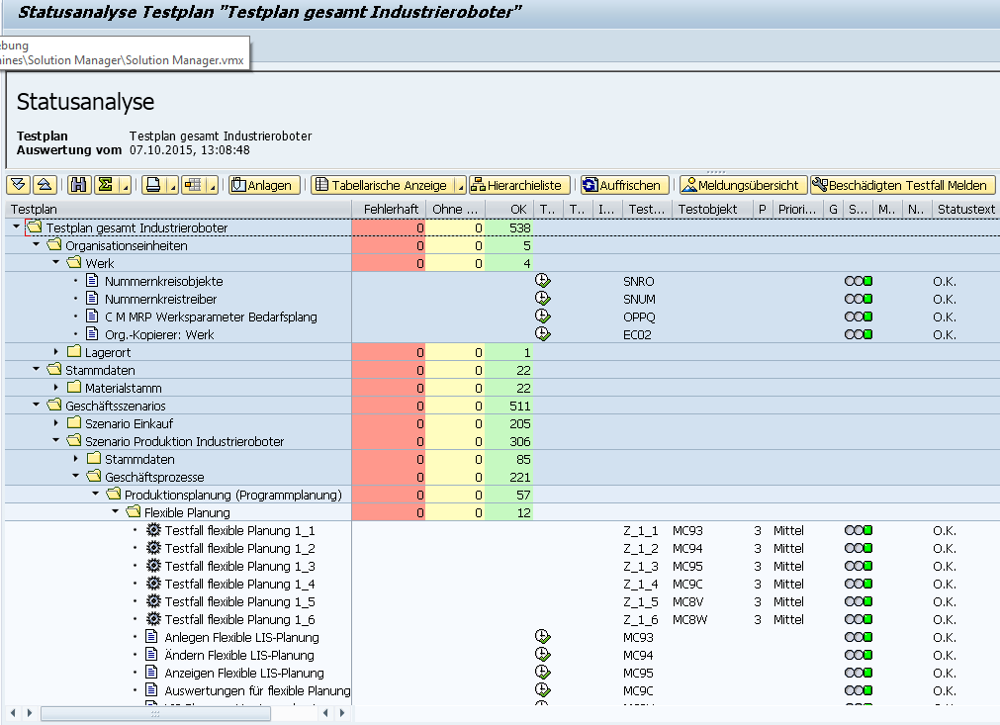 Statusanalyse Testplan "Testplan gesamt Industrieroboter"
ebung
nines\Solution Manager\Solution Manager.vmx
Statusanalyse
Testplan Testplan gesamt Industrieroboter
Auswertung vom 07.10.2015, 13:08:48
Anlagen Tabellarische Anzeige Hierarchieliste Auffrischen Meldungsübersicht Beschädigten Testfall Melden
Testplan Fehlerhaft Ohne ... OK T.. T.. I... Test... Testobjekt P Priori... G S... M.. N.. Statustext
Testplan gesamt Industrieroboter 0 0 538
Organisationseinheiten 0 0 5
Werk 0 0 4
Nummernkreisobjekte SNRO O.K.
Nummernkreistreiber SNUM O.K.
C M MRP Werksparameter Bedarfsplang OPPQ O.K.
Org.-Kopierer: Werk EC02 O.K.
Lagerort 0 0 1
Stammdaten 0 0 22
Materialstamm 0 0 22
Geschäftsszenarios 0 0 511
Szenario Einkauf 0 0 205
Szenario Produktion Industrieroboter 0 0 306
Stammdaten 0 0 85
Geschäftsprozesse 0 0 221
Produktionsplanung (Programmplanung) 0 0 57
Flexible Planung 0 0 12
Testfall flexible Planung 1_1 Z_1_1 MC93 3 Mittel O.K.
Testfall flexible Planung 1_2 Z_1_2 MC94 3 Mittel O.K.
Testfall flexible Planung 1_3 Z_1_3 MC95 3 Mittel O.K.
Testfall flexible Planung 1_4 Z_1_4 MC9C 3 Mittel O.K.
Testfall flexible Planung 1_5 Z_1_5 MC8V 3 Mittel O.K.
Testfall flexible Planung 1_6 Z_1_6 MC8W 3 Mittel O.K.
Anlegen Flexible LIS-Planung MC93 O.K.
Ändern Flexible LIS-Planung MC94 O.K.
Anzeigen Flexible LIS-Planung MC95 O.K.
Auswertungen für flexible Planung MC9C O.K.